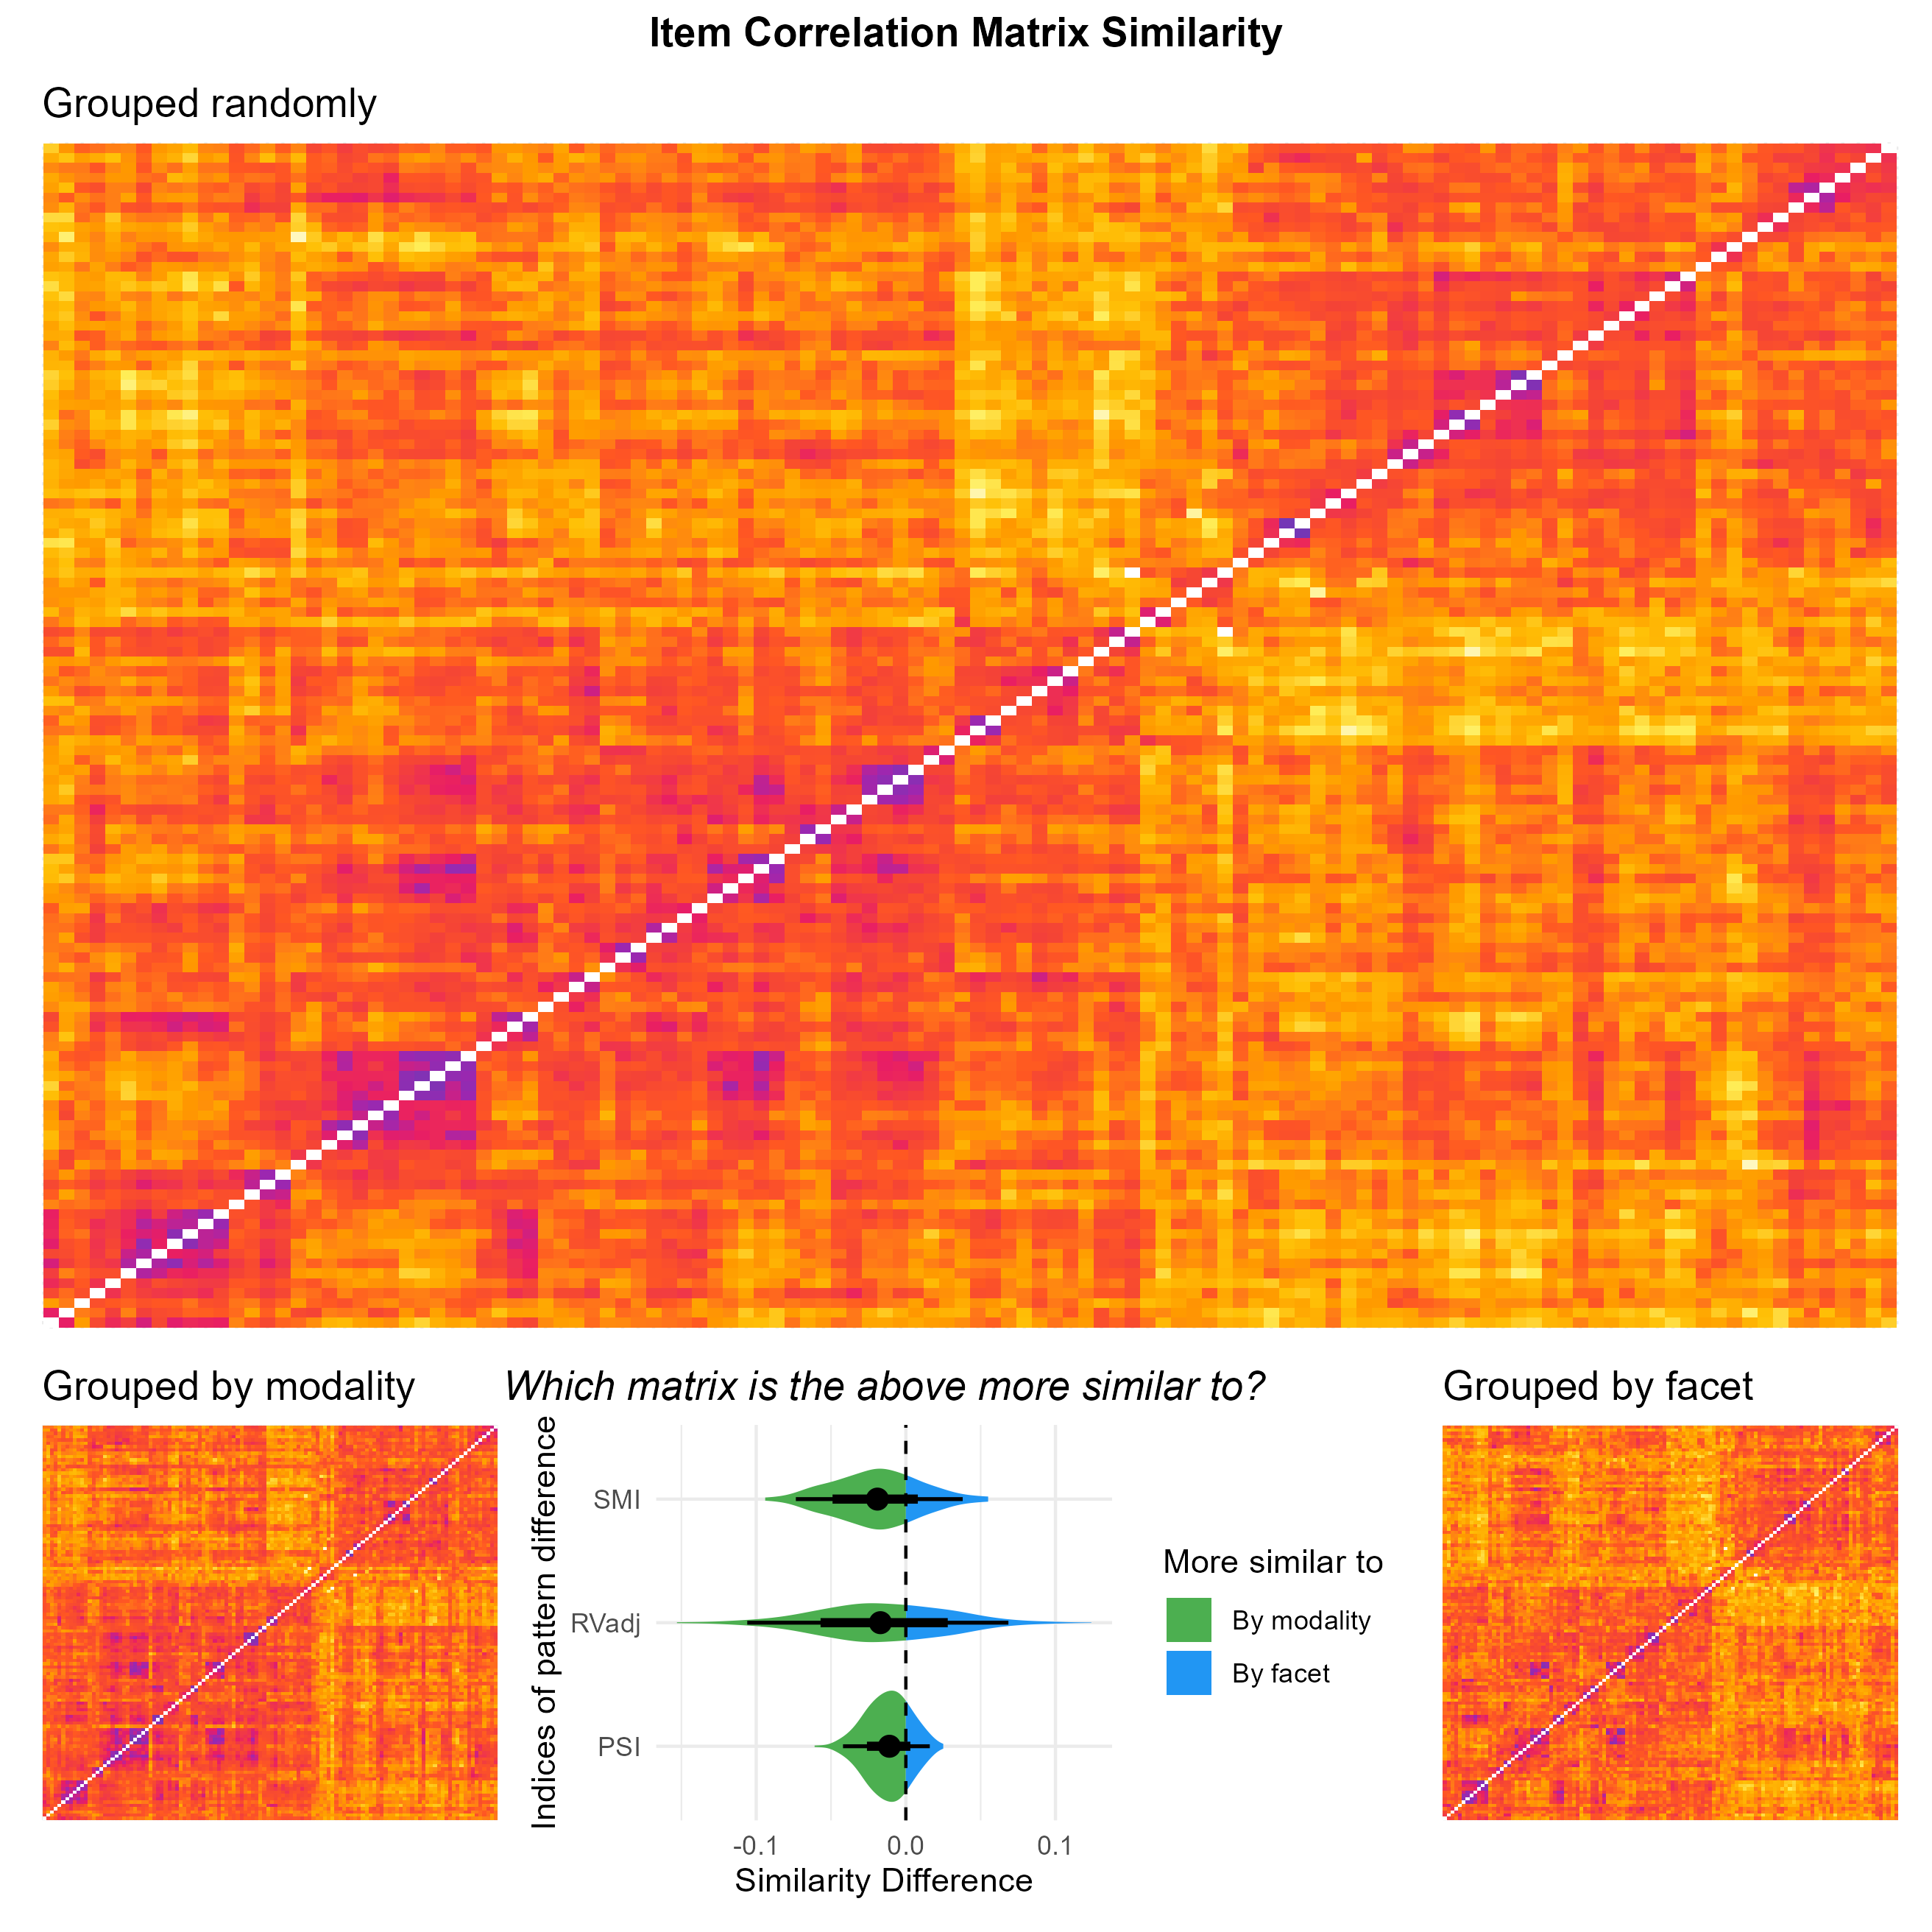 Item Correlation Matrix Similarity
Grouped randomly
Grouped by modality
Which matrix is the above more similar to?
Grouped by facet
Indices of pattern difference
SMI
RVadj
PSI
-0.1
0.0
0.1
Similarity Difference
More similar to
By modality
By facet